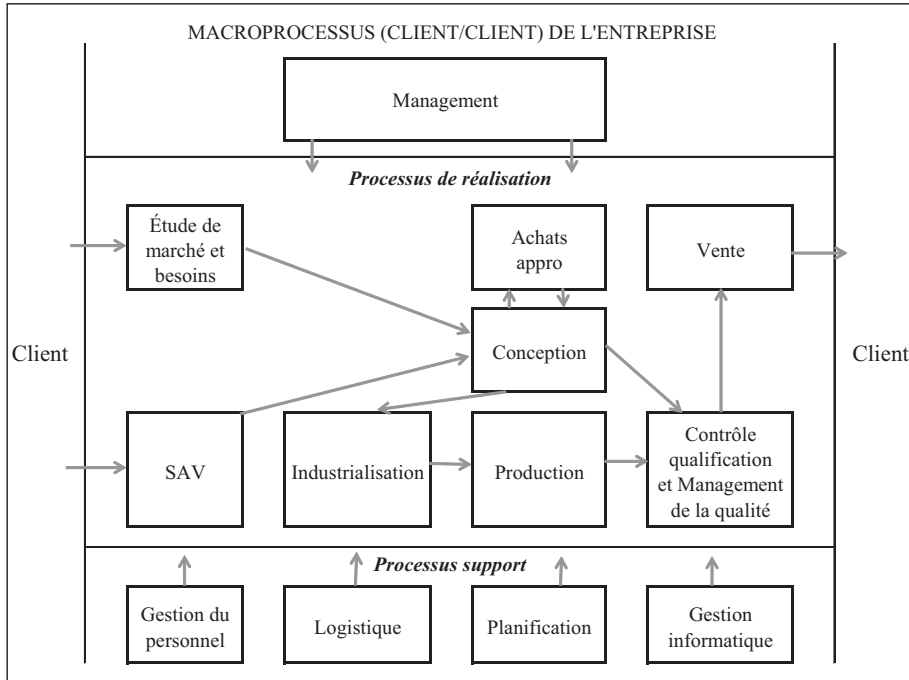 MACROPROCESSUS (CLIENT/CLIENT) DE L'ENTREPRISE
Management
Processus de réalisation
Étude de
marché et
besoins
Achats
appro
Vente
Client
Conception
Client
SAV
Industrialisation
Production
Contrôle
qualification
et Management
de la qualité
Processus support
Gestion du
personnel
Logistique
Planification
Gestion
informatique